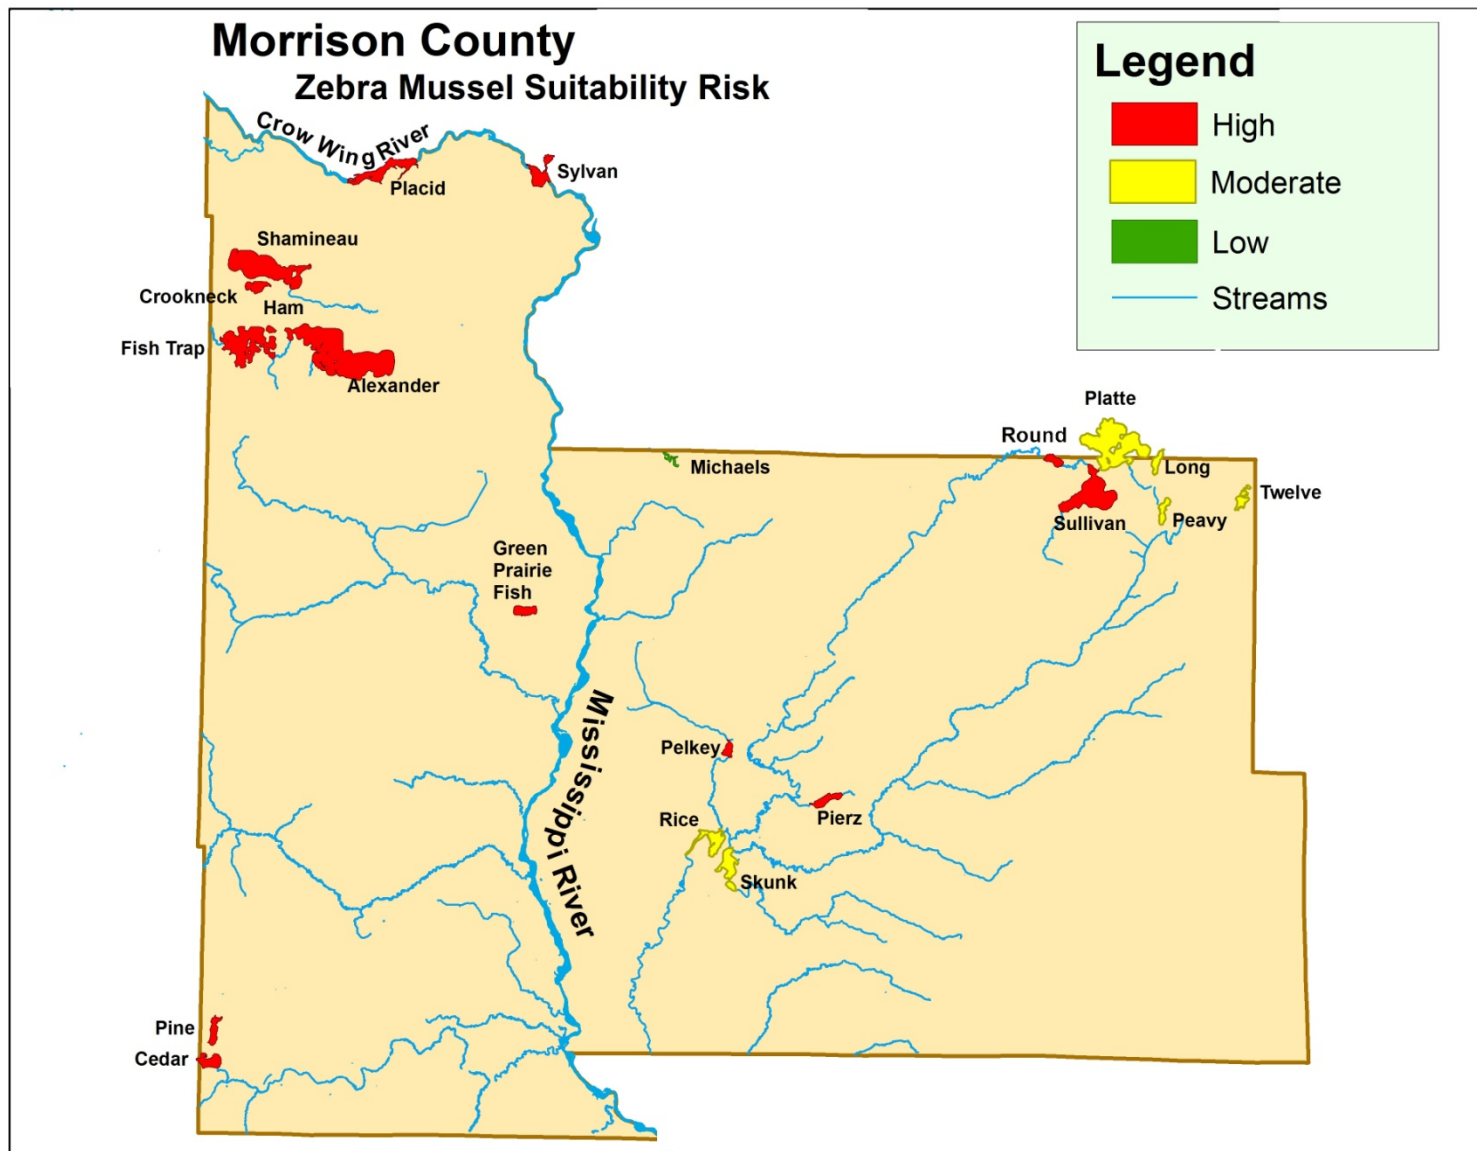 Morrison County
Zebra Mussel Suitability Risk
Legend
High
Moderate
Low
Streams
Crow Wing River
Placid
Sylvan
Shamineau
Crookneck
Ham
Fish Trap
Alexander
Platte
Round
Long
Michaels
Twelve
Sullivan
Peavy
Green
Prairie
Fish
Mississippi River
Pelkey
Rice
Pierz
Skunk
Pine
Cedar